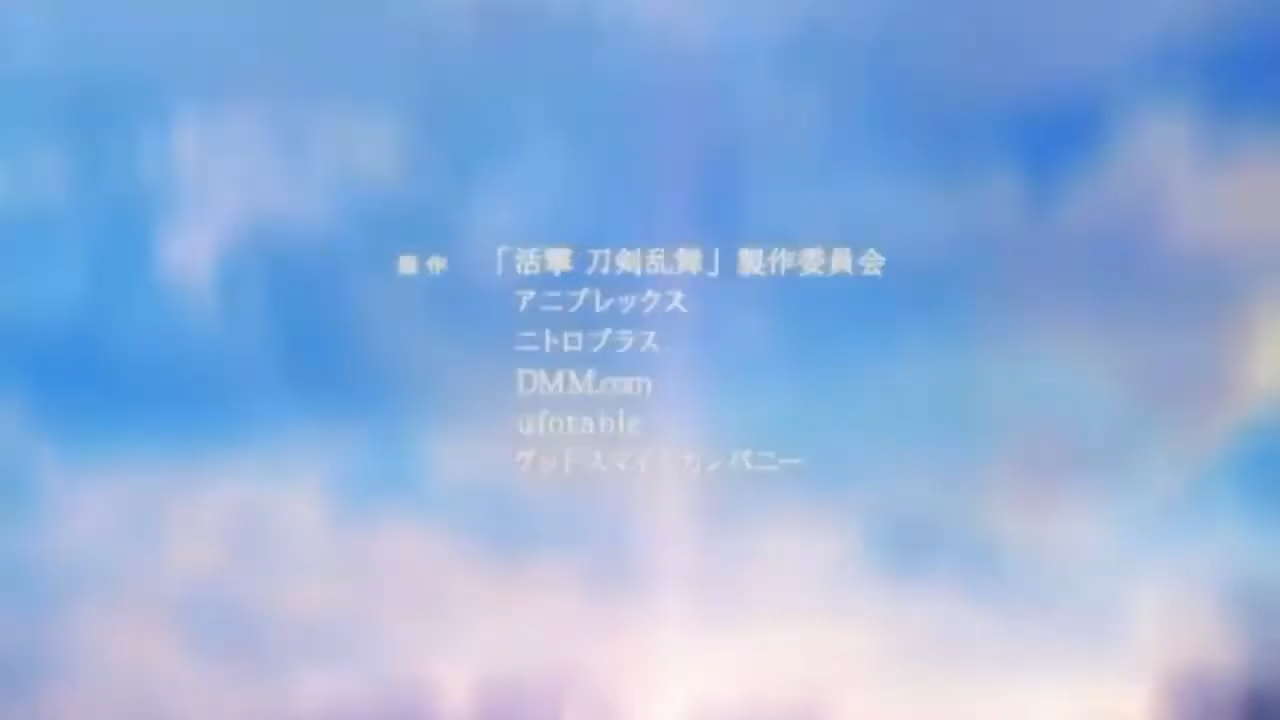 製作 「活撃 刀剣乱舞」製作委員会
アニプレックス
ニトロプラス
DMM.com
ufotable
グッドスマイルカンパニー